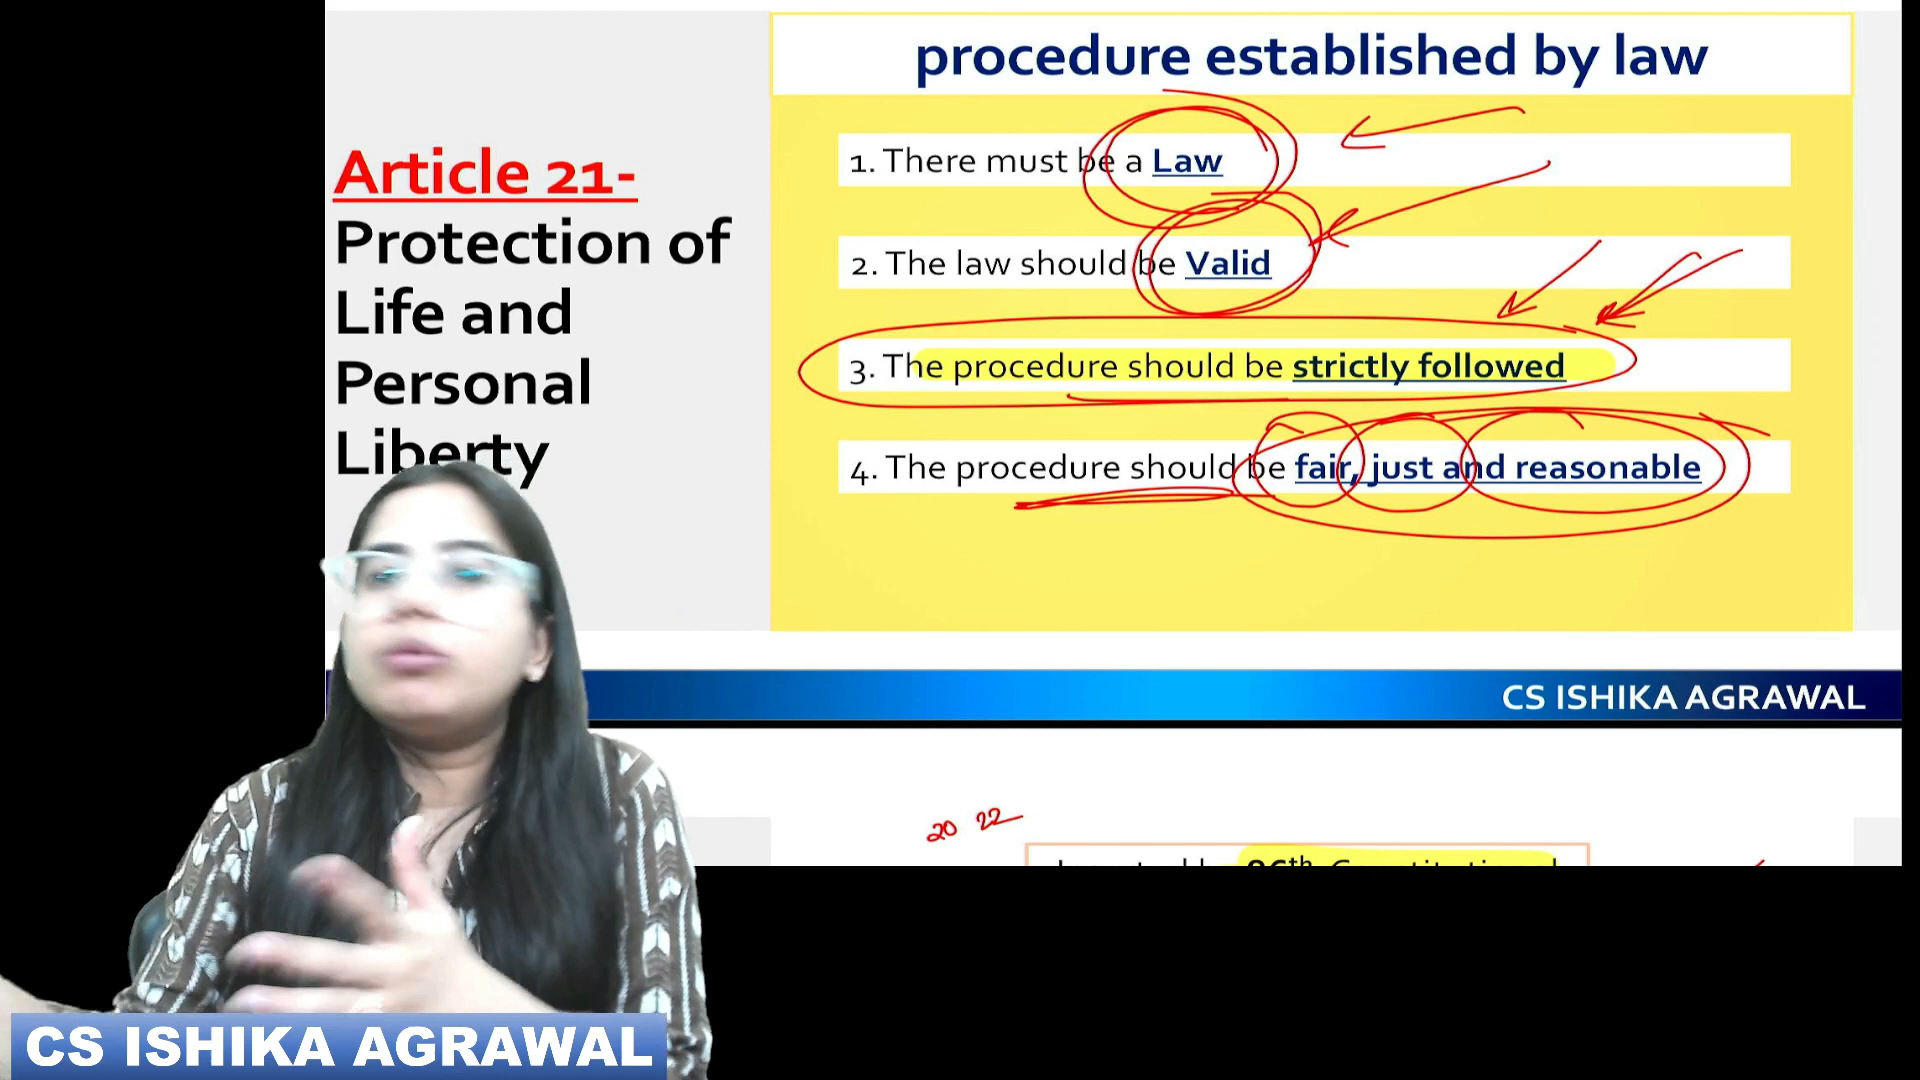 procedure established by law
Article 21-
Protection of
Life and
Personal
Liberty
1. There must be a Law
2. The law should be Valid
3. The procedure should be strictly followed
4. The procedure should be fair, just and reasonable
CS ISHIKA AGRAWAL
20 22
86th
CS ISHIKA AGRAWAL